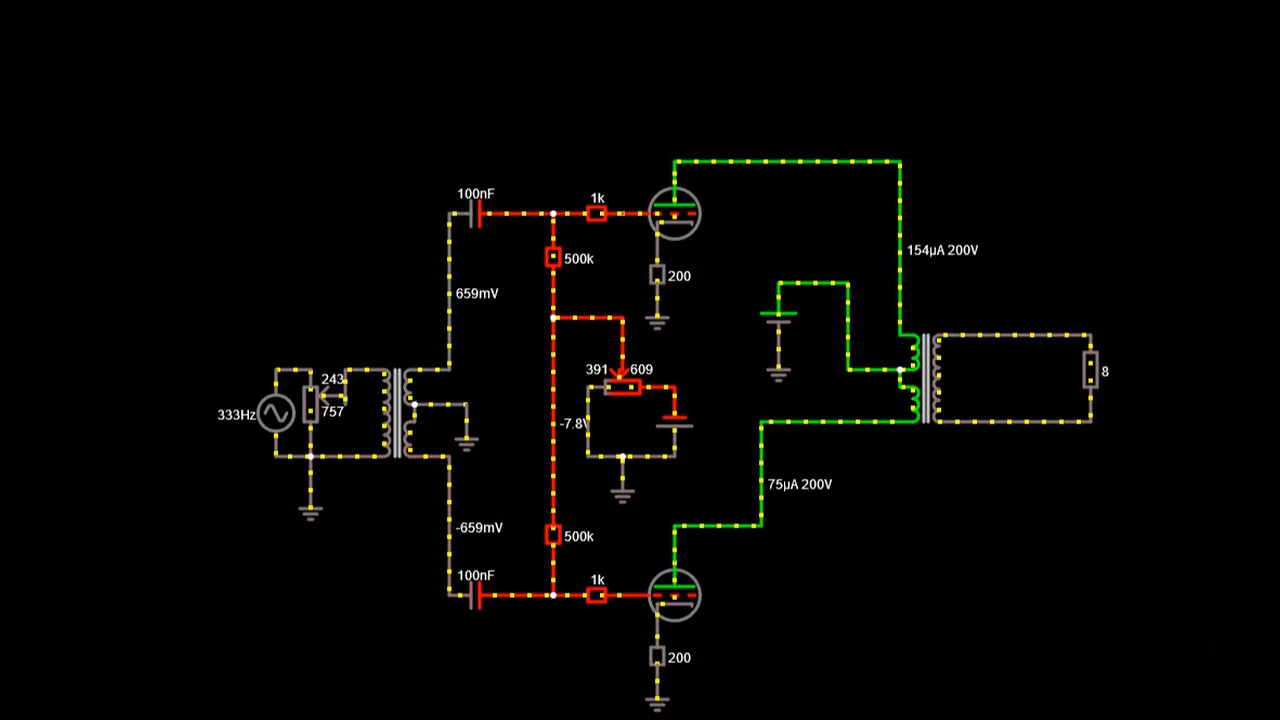 100nF
1k
500k
200
154µA 200V
659mV
243
391
609
8
333Hz
757
-7.8V
75µA 200V
-659mV
500k
100nF
1k
200